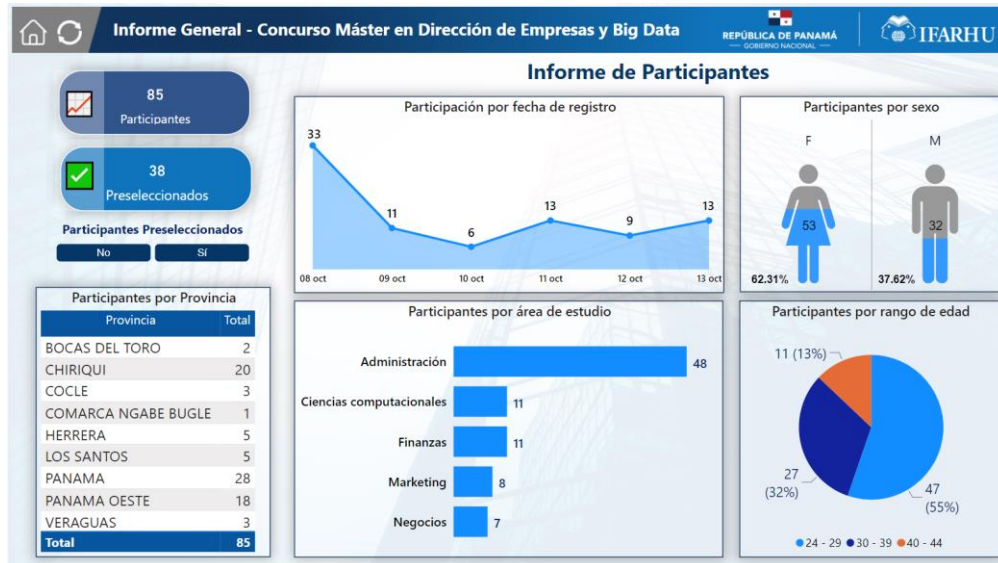 Informe General - Concurso Máster en Dirección de Empresas y Big Data
REPÚBLICA DE PANAMÁ
— GOBIERNO NACIONAL —
IFARHU
Informe de Participantes
85
Participantes
38
Preseleccionados
Participantes Preseleccionados
No Sí
Participantes por Provincia
Provincia Total
BOCAS DEL TORO 2
CHIRIQUI 20
COCLE 3
COMARCA NGABE BUGLE 1
HERRERA 5
LOS SANTOS 5
PANAMA 28
PANAMA OESTE 18
VERAGUAS 3
Total 85
Participación por fecha de registro
33 11 6 13 9 13
08 oct 09 oct 10 oct 11 oct 12 oct 13 oct
Participantes por sexo
F M
53 32
62.31% 37.62%
Participantes por área de estudio
Administración 48
Ciencias computacionales 11
Finanzas 11
Marketing 8
Negocios 7
Participantes por rango de edad
11 (13%)
27
(32%)
47
(55%)
24 - 29 30 - 39 40 - 44